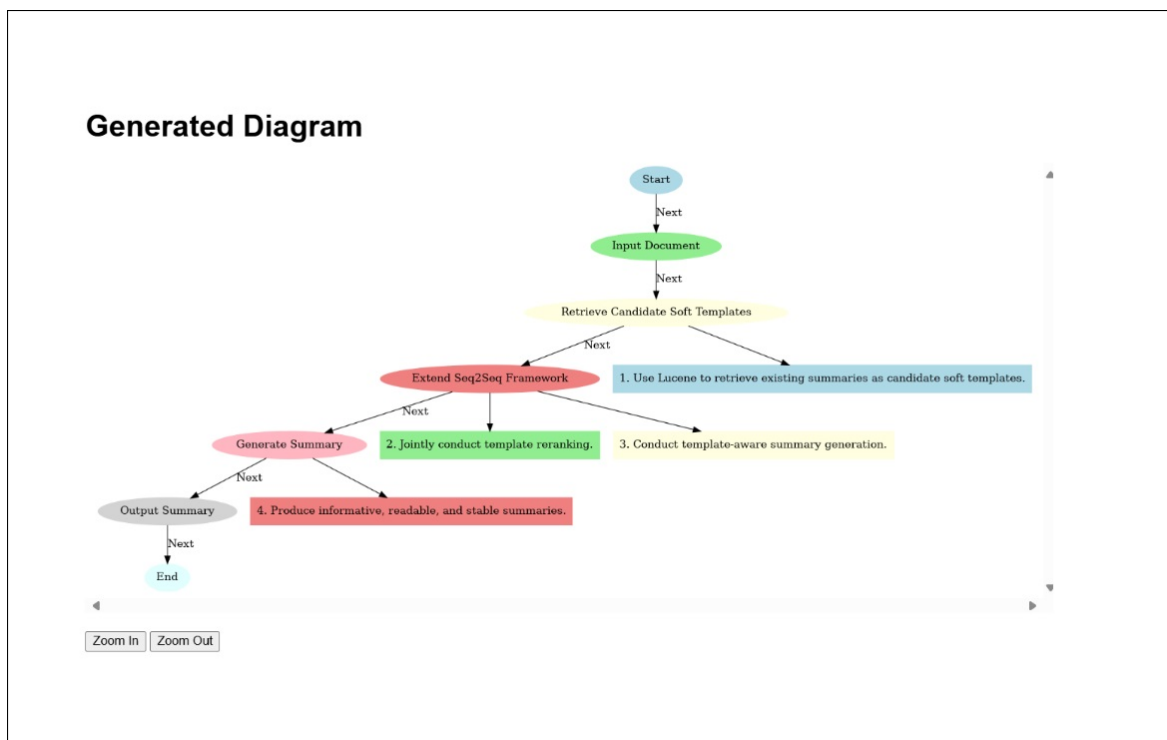 Generated Diagram
Start
Next
Input Document
Next
Retrieve Candidate Soft Templates
Next
Extend Seq2Seq Framework
1. Use Lucene to retrieve existing summaries as candidate soft templates.
Next
Generate Summary
2. Jointly conduct template reranking.
3. Conduct template-aware summary generation.
Next
Output Summary
4. Produce informative, readable, and stable summaries.
Next
End
Zoom In
Zoom Out